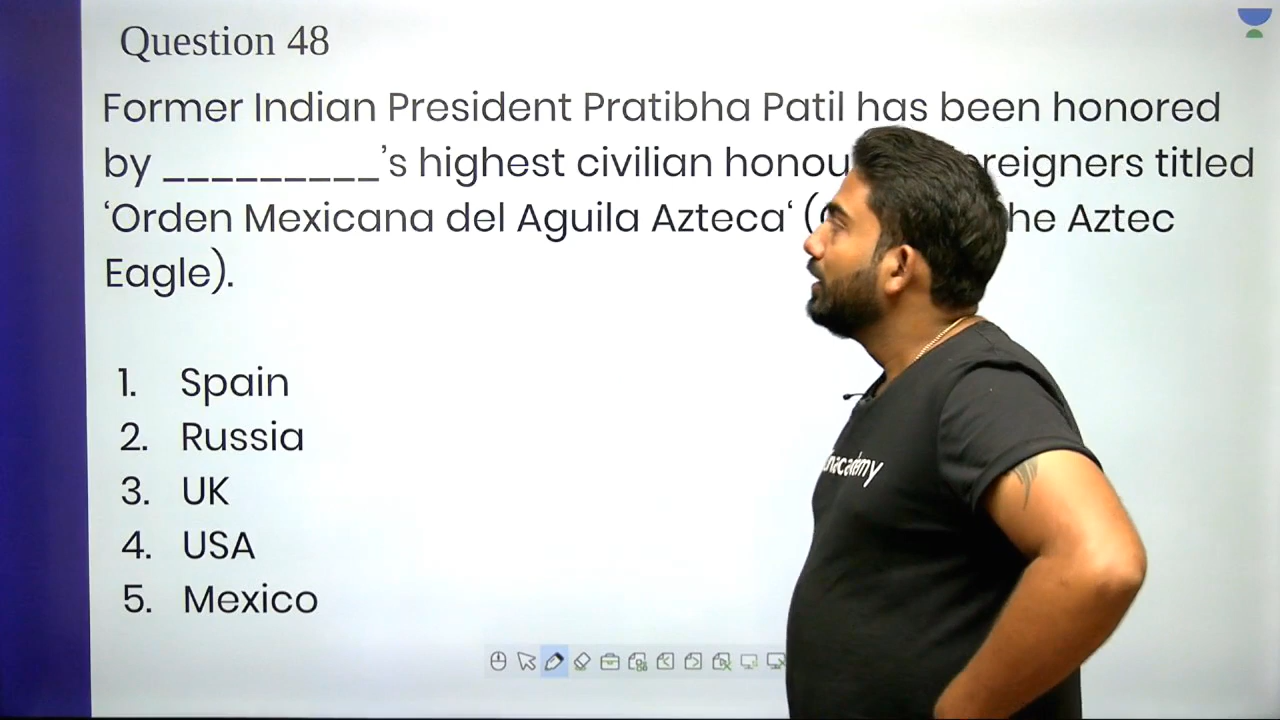 Question 48
Former Indian President Pratibha Patil has been honored
by _________'s highest civilian honou reigners titled
‘Orden Mexicana del Aguila Azteca‘ ( he Aztec
Eagle).
1. Spain
2. Russia
3. UK
4. USA
5. Mexico
unacademy